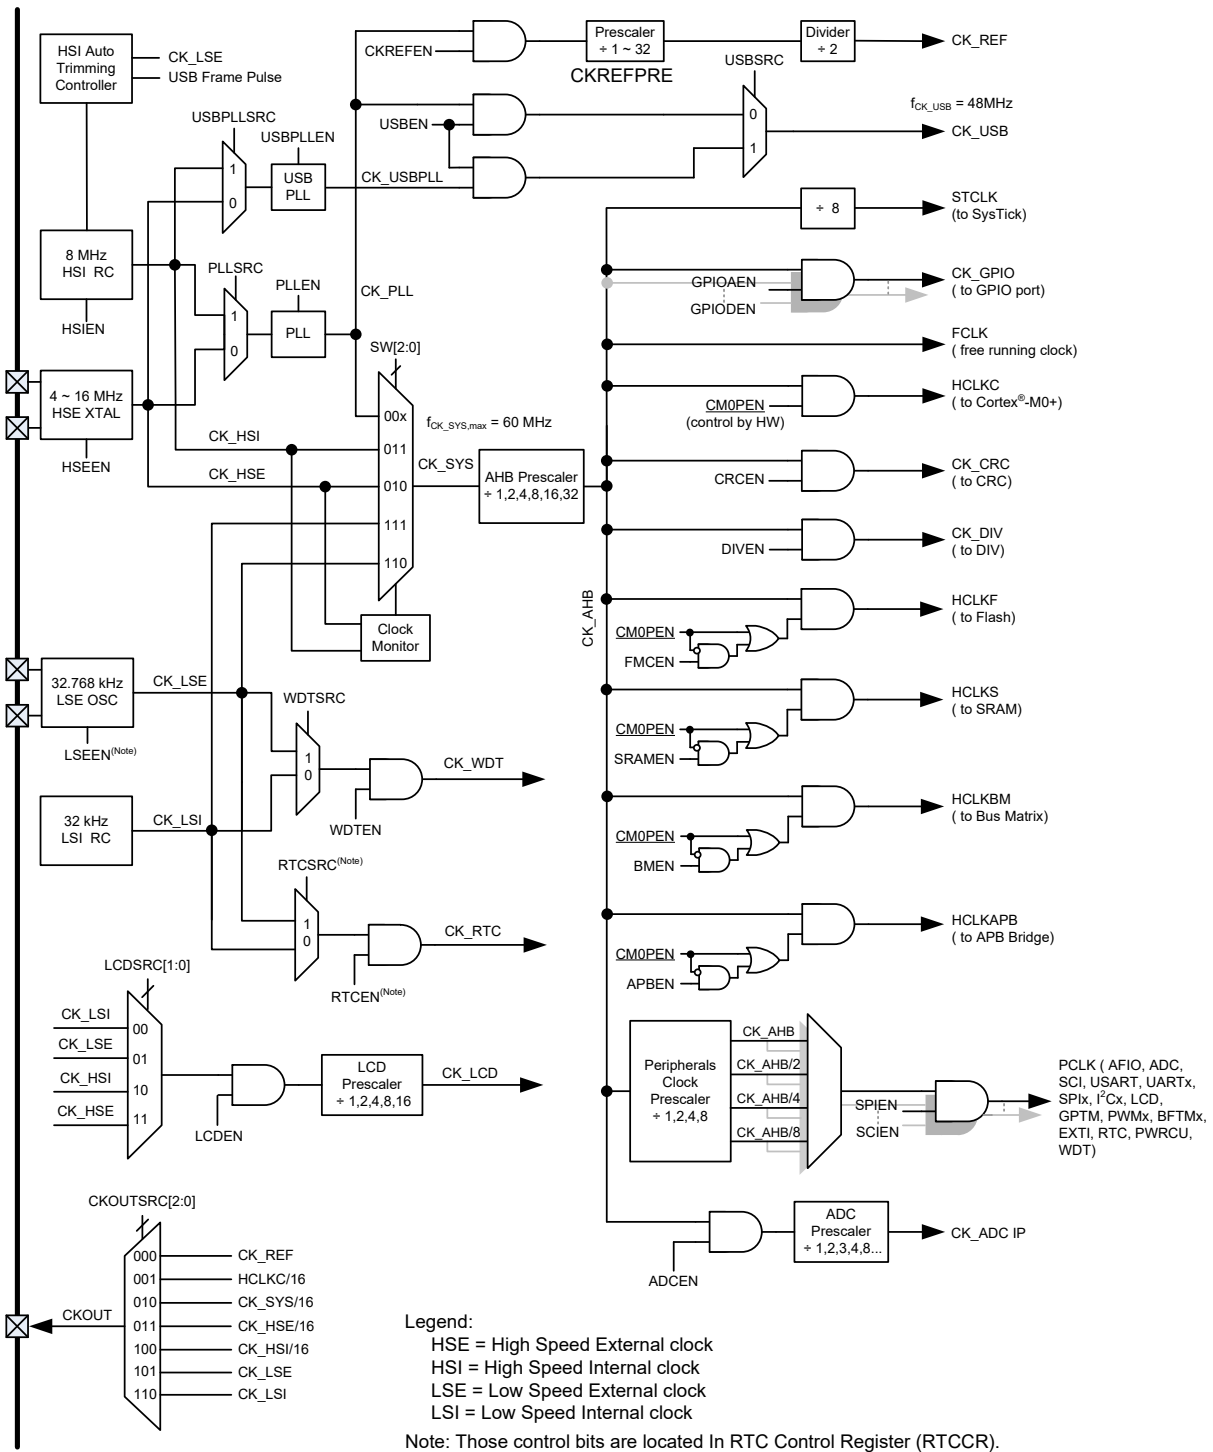 HSI Auto
Trimming
Controller
CK_LSE
USB Frame Pulse
CKREFEN
Prescaler
÷ 1 ~ 32
CKREFPRE
Divider
÷ 2
CK_REF
USBSRC
0
1
fCK_USB = 48MHz
CK_USB
USBEN
USBPLLSRC
1
0
USBPLLEN
USB
PLL
CK_USBPLL
÷ 8
STCLK
(to SysTick)
8 MHz
HSI RC
HSIEN
PLLSRC
1
0
PLLEN
PLL
CK_PLL
GPIOAEN
GPIODEN
CK_GPIO
( to GPIO port)
FCLK
( free running clock)
4 ~ 16 MHz
HSE XTAL
HSEEN
SW[2:0]
00x
011
010
111
110
fCK_SYS,max = 60 MHz
CK_HSI
CK_HSE
CK_SYS
AHB Prescaler
÷ 1,2,4,8,16,32
CM0PEN
(control by HW)
HCLKC
( to Cortex®-M0+)
CRCEN
CK_CRC
( to CRC)
DIVEN
CK_DIV
( to DIV)
Clock
Monitor
CK_AHB
CM0PEN
FMCEN
HCLKF
( to Flash)
32.768 kHz
LSE OSC
LSEEN(Note)
CK_LSE
WDTSRC
1
0
CK_WDT
WDTEN
CM0PEN
SRAMEN
HCLKS
( to SRAM)
32 kHz
LSI RC
CK_LSI
CM0PEN
BMEN
HCLKBM
( to Bus Matrix)
RTCSRC(Note)
1
0
CK_RTC
RTCEN(Note)
CM0PEN
APBEN
HCLKAPB
( to APB Bridge)
LCDSRC[1:0]
CK_LSI
00
CK_LSE
01
CK_HSI
10
CK_HSE
11
LCDEN
LCD
Prescaler
÷ 1,2,4,8,16
CK_LCD
Peripherals
Clock
Prescaler
÷ 1,2,4,8
CK_AHB
CK_AHB/2
CK_AHB/4
CK_AHB/8
SPIEN
SCIEN
PCLK ( AFIO, ADC,
SCI, USART, UARTx,
SPIx, I2Cx, LCD,
GPTM, PWMx, BFTMx,
EXTI, RTC, PWRCU,
WDT)
ADCEN
ADC
Prescaler
÷ 1,2,3,4,8...
CK_ADC IP
CKOUTSRC[2:0]
CKOUT
000 CK_REF
001 HCLKC/16
010 CK_SYS/16
011 CK_HSE/16
100 CK_HSI/16
101 CK_LSE
110 CK_LSI
Legend:
HSE = High Speed External clock
HSI = High Speed Internal clock
LSE = Low Speed External clock
LSI = Low Speed Internal clock
Note: Those control bits are located In RTC Control Register (RTCCR).